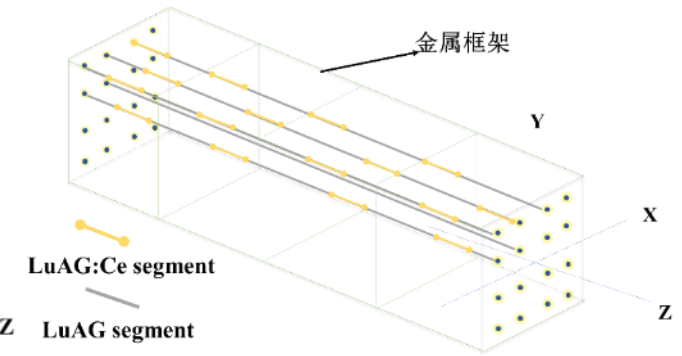 金属框架
Y
X
Z
LuAG:Ce segment
Z
LuAG segment